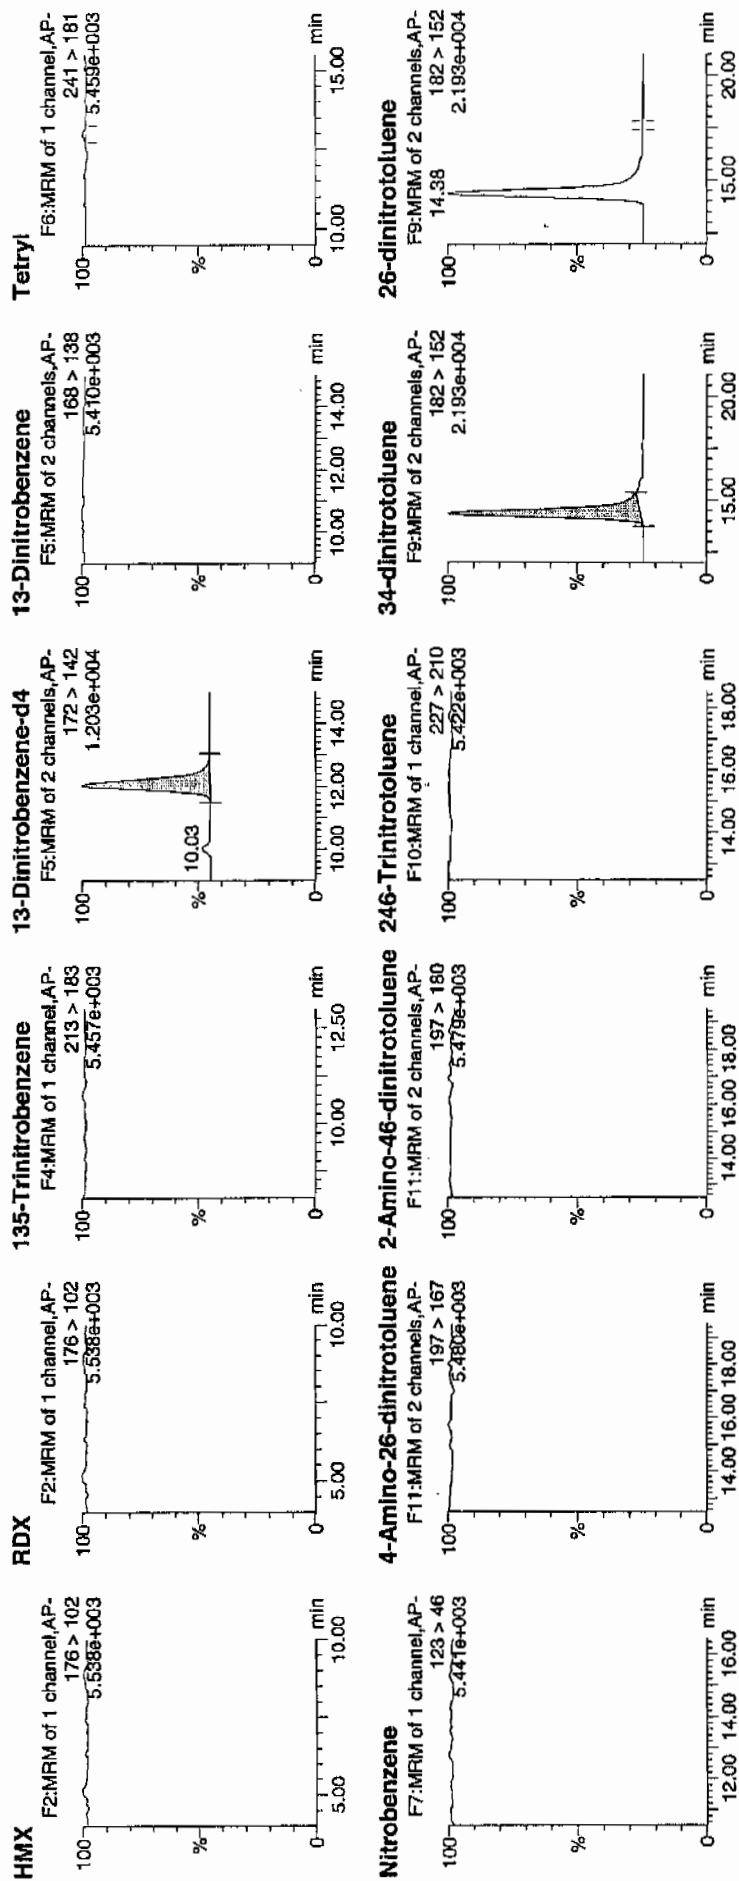 HMX
F2:MRM of 1 channel,AP-
176 > 102
5.538e+003
100
%
0
5.00
10.00
min
RDX
F2:MRM of 1 channel,AP-
176 > 102
5.538e+003
100
%
0
5.00
10.00
min
135-Trinitrobenzene
F4:MRM of 1 channel,AP-
213 > 183
5.457e+003
100
%
0
10.00
12.50
min
13-Dinitrobenzene-d4
F5:MRM of 2 channels,AP-
172 > 142
1.203e+004
100
%
10.03
0
10.00
12.00
14.00
min
13-Dinitrobenzene
F5:MRM of 2 channels,AP-
168 > 138
5.410e+003
100
%
0
10.00
12.00
14.00
min
Tetryl
F6:MRM of 1 channel,AP-
241 > 181
5.459e+003
100
%
0
10.00
15.00
min
Nitrobenzene
F7:MRM of 1 channel,AP-
123 > 46
5.441e+003
100
%
0
12.00
14.00
16.00
min
4-Amino-26-dinitrotoluene
F11:MRM of 2 channels,AP-
197 > 167
5.480e+003
100
%
0
14.00
16.00
18.00
min
2-Amino-46-dinitrotoluene
F11:MRM of 2 channels,AP-
197 > 180
5.479e+003
100
%
0
14.00
16.00
18.00
min
246-Trinitrotoluene
F10:MRM of 1 channel,AP-
227 > 210
5.422e+003
100
%
0
14.00
16.00
18.00
min
34-dinitrotoluene
F9:MRM of 2 channels,AP-
182 > 152
2.193e+004
100
%
0
15.00
20.00
min
26-dinitrotoluene
F9:MRM of 2 channels,AP-
182 > 152
14.38
2.193e+004
100
%
0
15.00
20.00
min